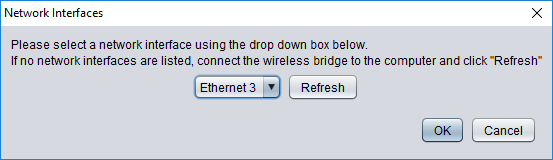 Network Interfaces
Please select a network interface using the drop down box below.
If no network interfaces are listed, connect the wireless bridge to the computer and click "Refresh"
Ethernet 3 Refresh
OK Cancel